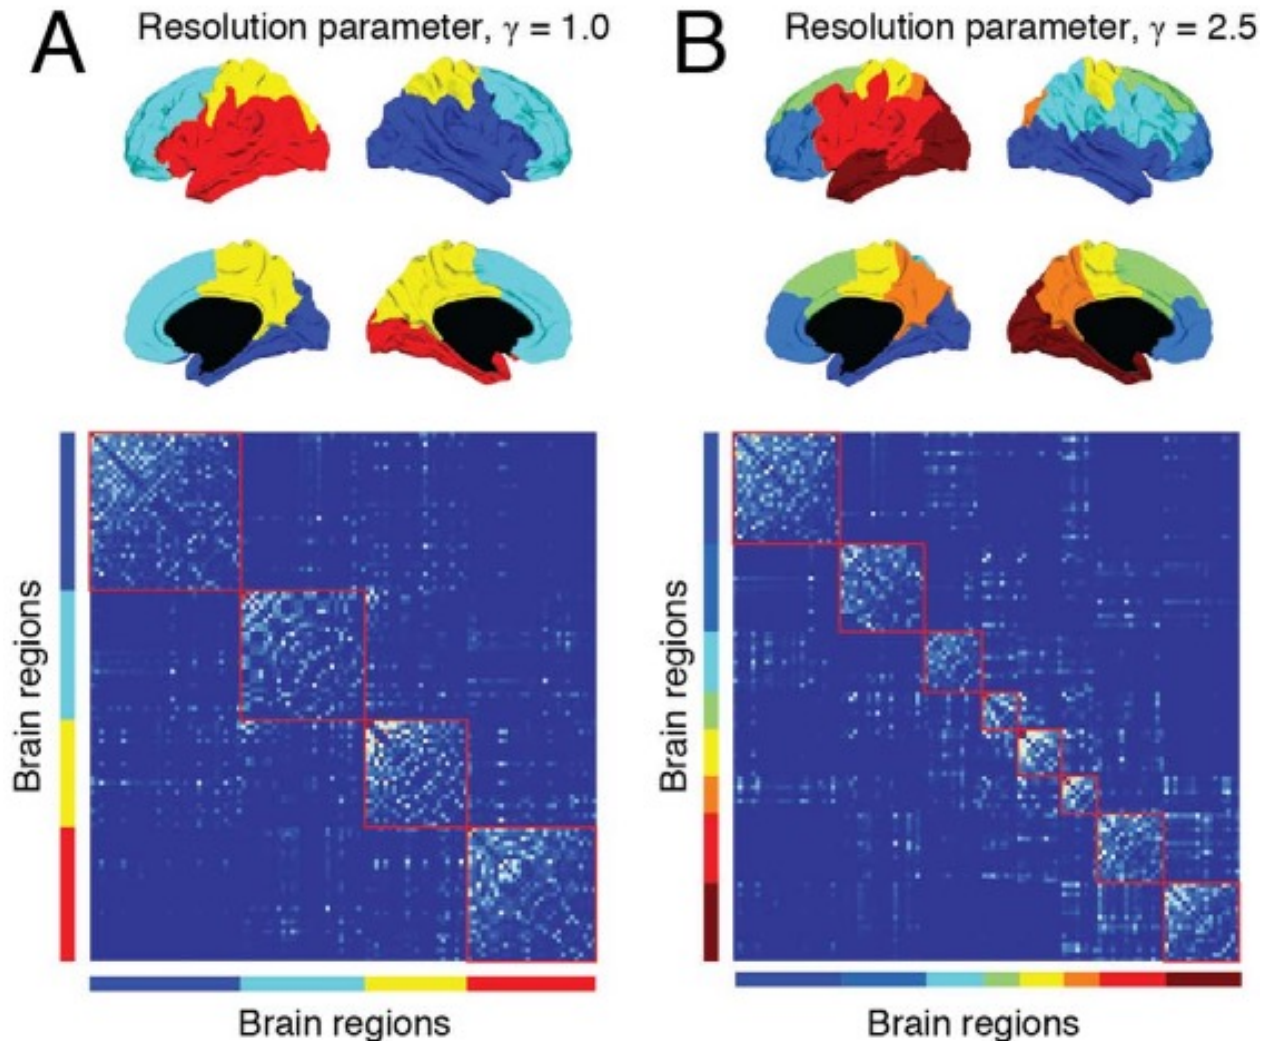 A
Resolution parameter, γ = 1.0
B
Resolution parameter, γ = 2.5
Brain regions
Brain regions
Brain regions
Brain regions